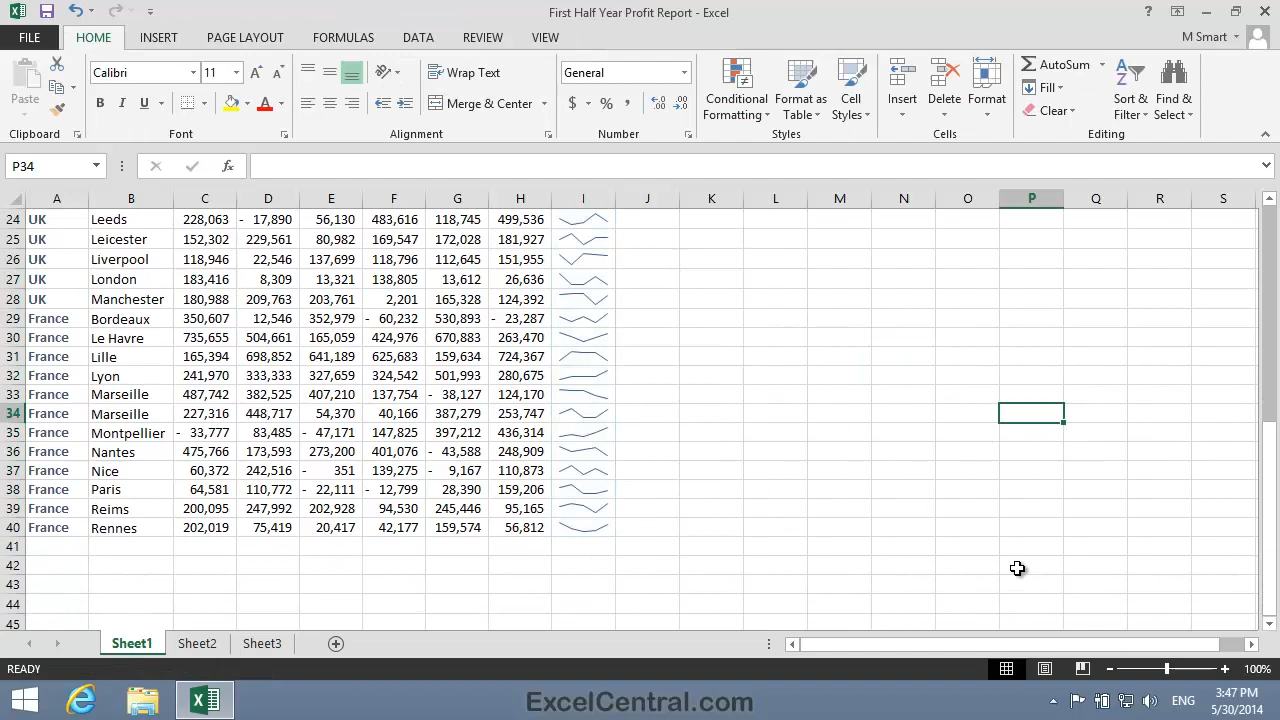 First Half Year Profit Report - Excel
FILE HOME INSERT PAGE LAYOUT FORMULAS DATA REVIEW VIEW M Smart
Paste Calibri 11 Wrap Text General Conditional Formatting Format as Table Cell Styles Insert Delete Format AutoSum Fill Clear Sort & Filter Find & Select
B I U A Merge & Center $ % ,
Clipboard Font Alignment Number Styles Cells Editing
P34 fx
A B C D E F G H I J K L M N O P Q R S
24 UK Leeds 228,063 - 17,890 56,130 483,616 118,745 499,536
25 UK Leicester 152,302 229,561 80,982 169,547 172,028 181,927
26 UK Liverpool 118,946 22,546 137,699 118,796 112,645 151,955
27 UK London 183,416 8,309 13,321 138,805 13,612 26,636
28 UK Manchester 180,988 209,763 203,761 2,201 165,328 124,392
29 France Bordeaux 350,607 12,546 352,979 - 60,232 530,893 - 23,287
30 France Le Havre 735,655 504,661 165,059 424,976 670,883 263,470
31 France Lille 165,394 698,852 641,189 625,683 159,634 724,367
32 France Lyon 241,970 333,333 327,659 324,542 501,993 280,675
33 France Marseille 487,742 382,525 407,210 137,754 - 38,127 124,170
34 France Marseille 227,316 448,717 54,370 40,166 387,279 253,747
35 France Montpellier - 33,777 83,485 - 47,171 147,825 397,212 436,314
36 France Nantes 475,766 173,593 273,200 401,076 - 43,588 248,909
37 France Nice 60,372 242,516 - 351 139,275 - 9,167 110,873
38 France Paris 64,581 110,772 - 22,111 - 12,799 28,390 159,206
39 France Reims 200,095 247,992 202,928 94,530 245,446 95,165
40 France Rennes 202,019 75,419 20,417 42,177 159,574 56,812
41
42
43
44
45
Sheet1 Sheet2 Sheet3
READY 100%
ExcelCentral.com ENG 3:47 PM
5/30/2014